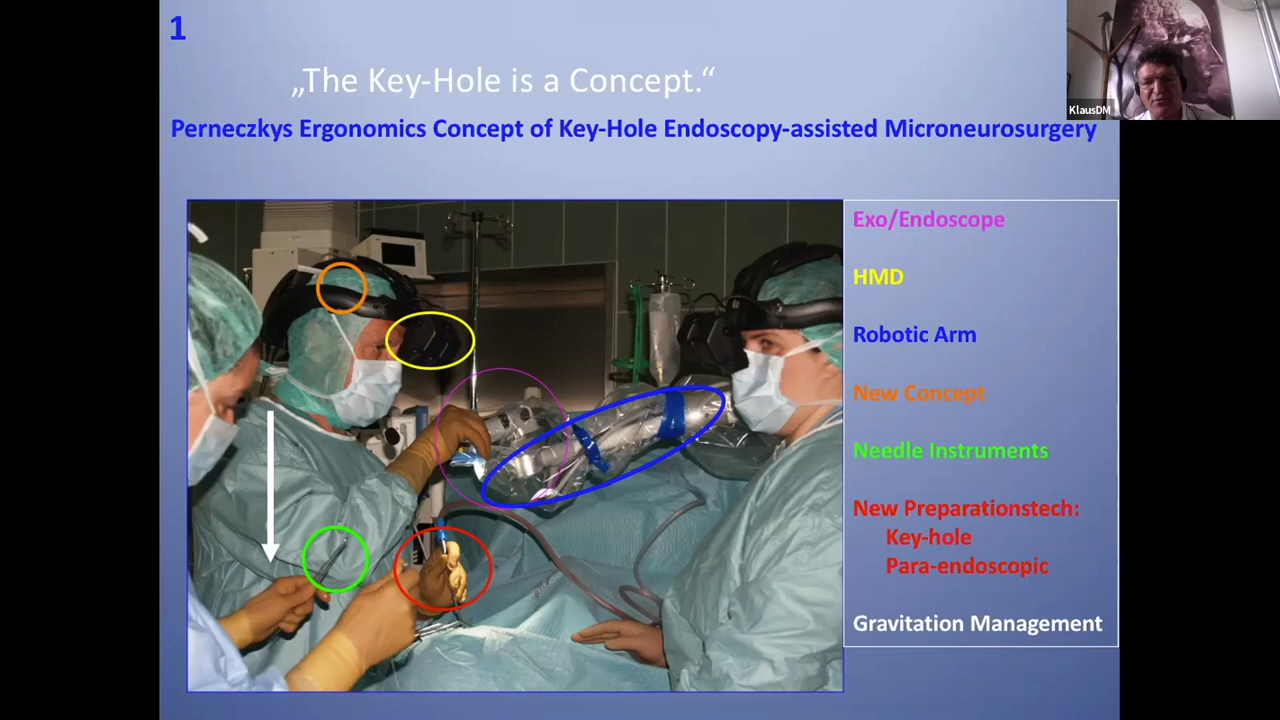 1
„The Key-Hole is a Concept.“
Perneczkys Ergonomics Concept of Key-Hole Endoscopy-assisted Microneurosurgery
KlausDM
Exo/Endoscope
HMD
Robotic Arm
New Concept
Needle Instruments
New Preparationstech:
Key-hole
Para-endoscopic
Gravitation Management